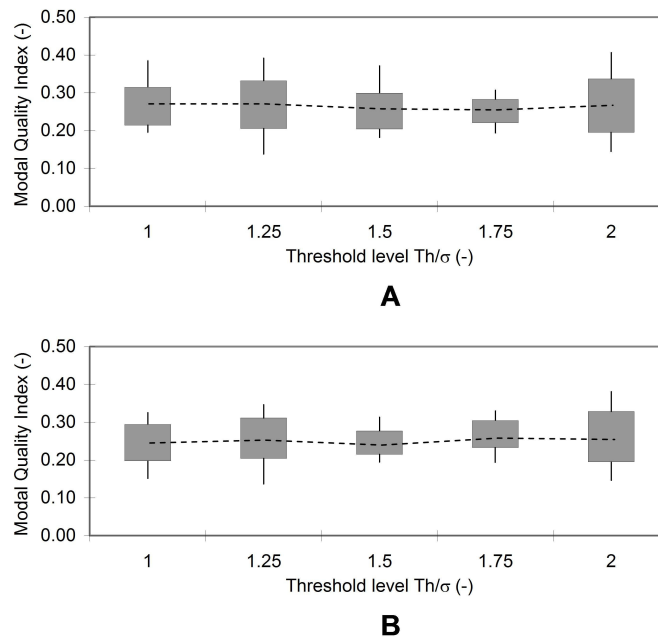 0.50
0.40
0.30
0.20
0.10
0.00
Modal Quality Index (-)
1 1.25 1.5 1.75 2
Threshold level Th/σ (-)
A
0.50
0.40
0.30
0.20
0.10
0.00
Modal Quality Index (-)
1 1.25 1.5 1.75 2
Threshold level Th/σ (-)
B